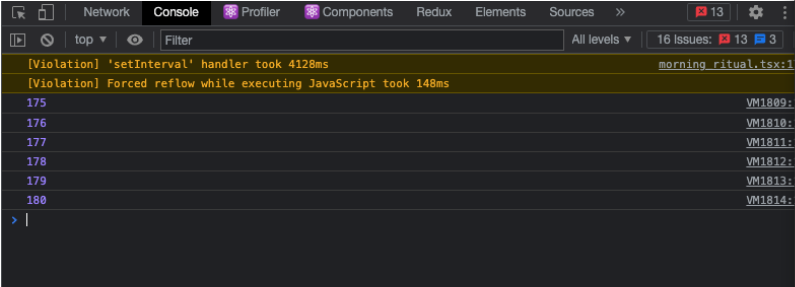 Network Console Profiler Components Redux Elements Sources » 13
top ▼ Filter All levels ▼ 16 Issues: 13 3
[Violation] 'setInterval' handler took 4128ms morning_ritual.tsx:1
[Violation] Forced reflow while executing JavaScript took 148ms
175 VM1809:
176 VM1810:
177 VM1811:
178 VM1812:
179 VM1813:
180 VM1814:
>